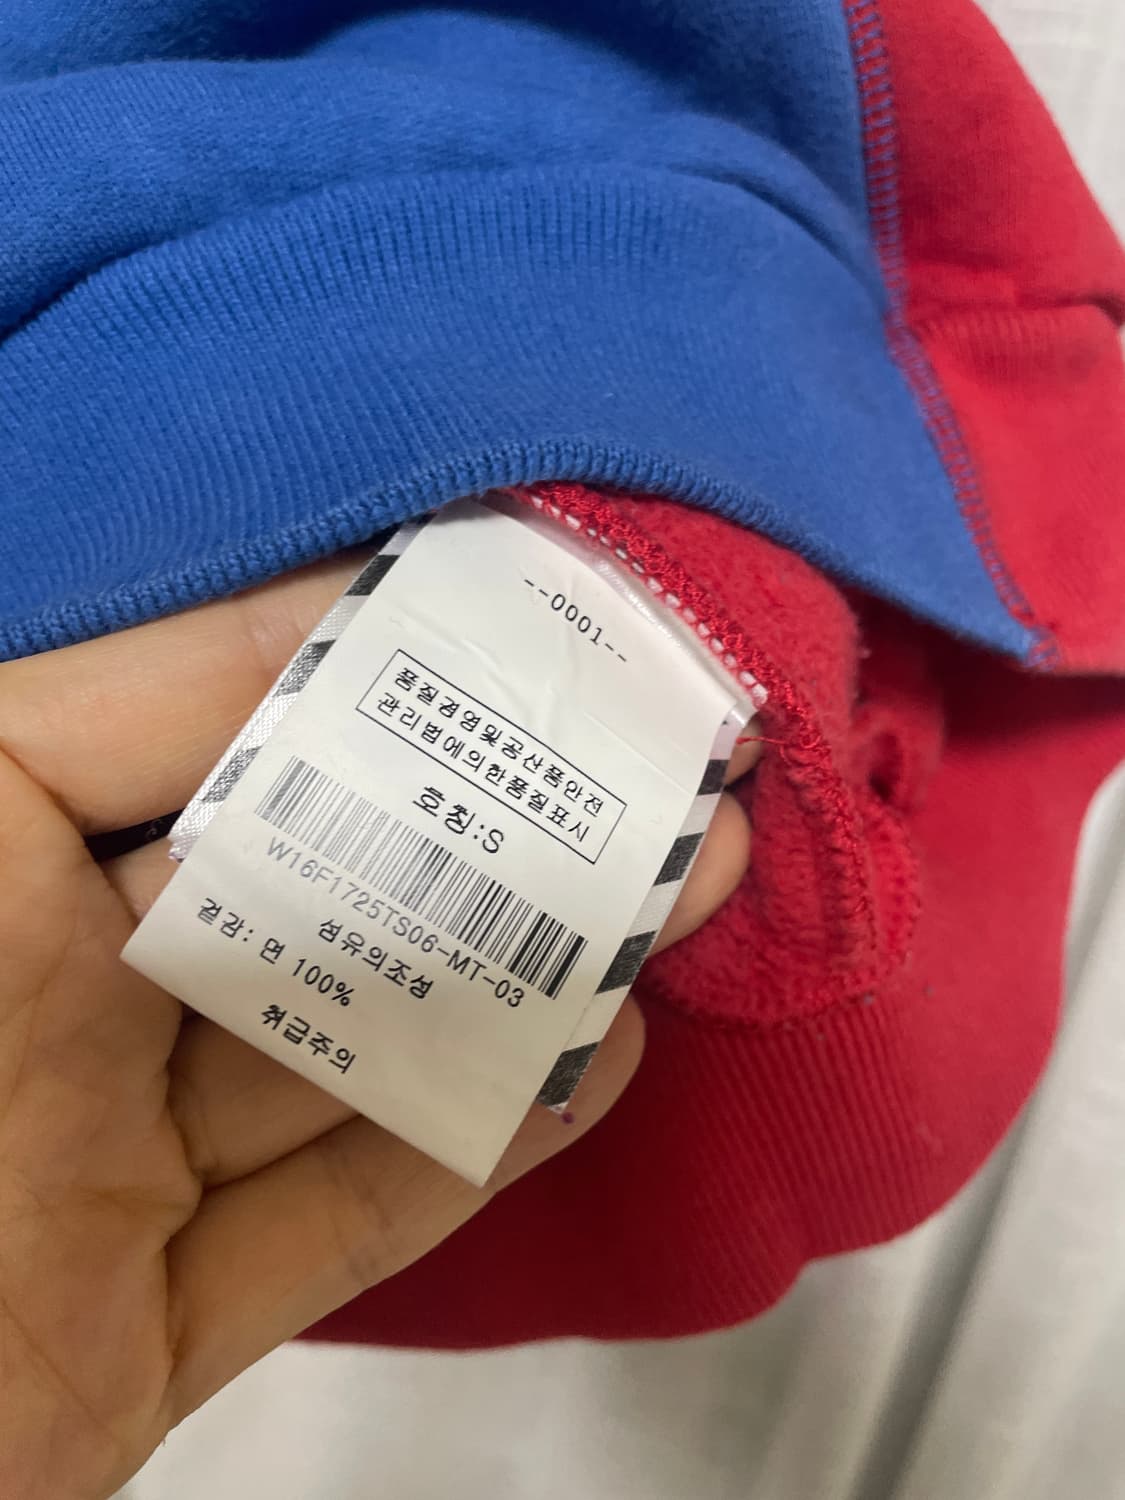 --0001--
품질경영및공산품안전
관리법에의한품질표시
호칭:S
W16F1725TS06-MT-03
섬유의조성
겉감: 면 100%
취급주의